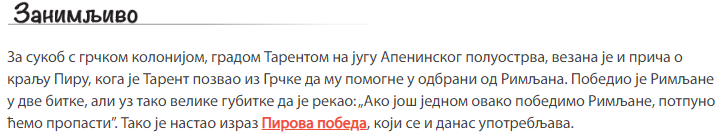 Занимљиво
За сукоб с грчком колонијом, градом Тарентом на југу Апенинског полуострва, везана је и прича о
краљу Пиру, кога је Тарент позвао из Грчке да му помогне у одбрани од Римљана. Победио је Римљане
у две битке, али уз тако велике губитке да је рекао: „Ако још једном овако победимо Римљане, потпуно
ћемо пропасти”. Тако је настао израз Пирова победа, који се и данас употребљава.